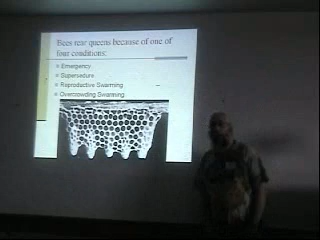 Bees rear queens because of one of
four conditions:
Emergency
Supersedure
Reproductive Swarming
Overcrowding Swarming